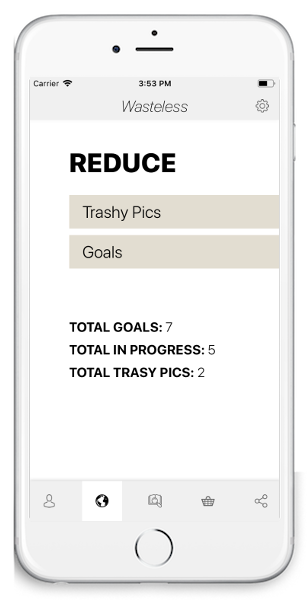 Carrier 3:53 PM
Wasteless
REDUCE
Trashy Pics
Goals
TOTAL GOALS: 7
TOTAL IN PROGRESS: 5
TOTAL TRASY PICS: 2